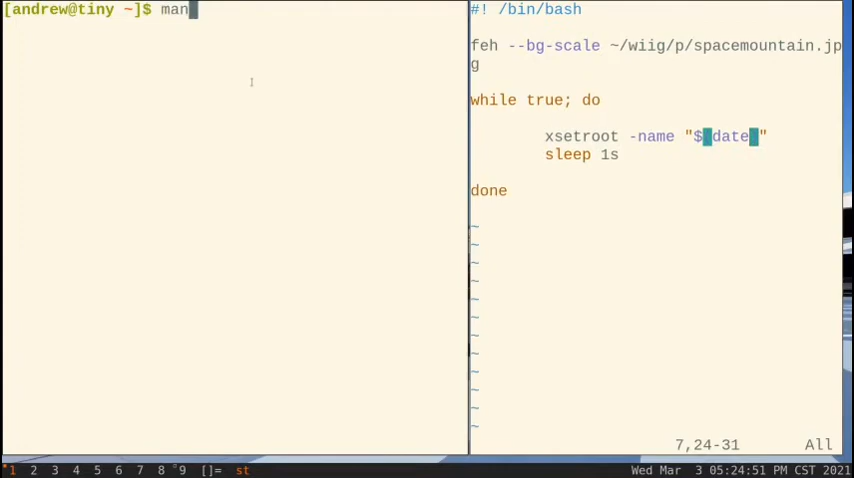 [andrew@tiny ~]$ man
#! /bin/bash
feh --bg-scale ~/wiig/p/spacemountain.jp
g
while true; do
xsetroot -name "$(date)"
sleep 1s
done
~
~
~
~
~
~
~
~
~
~
~
~
7,24-31 All
1 2 3 4 5 6 7 8 9 []= st
Wed Mar 3 05:24:51 PM CST 2021